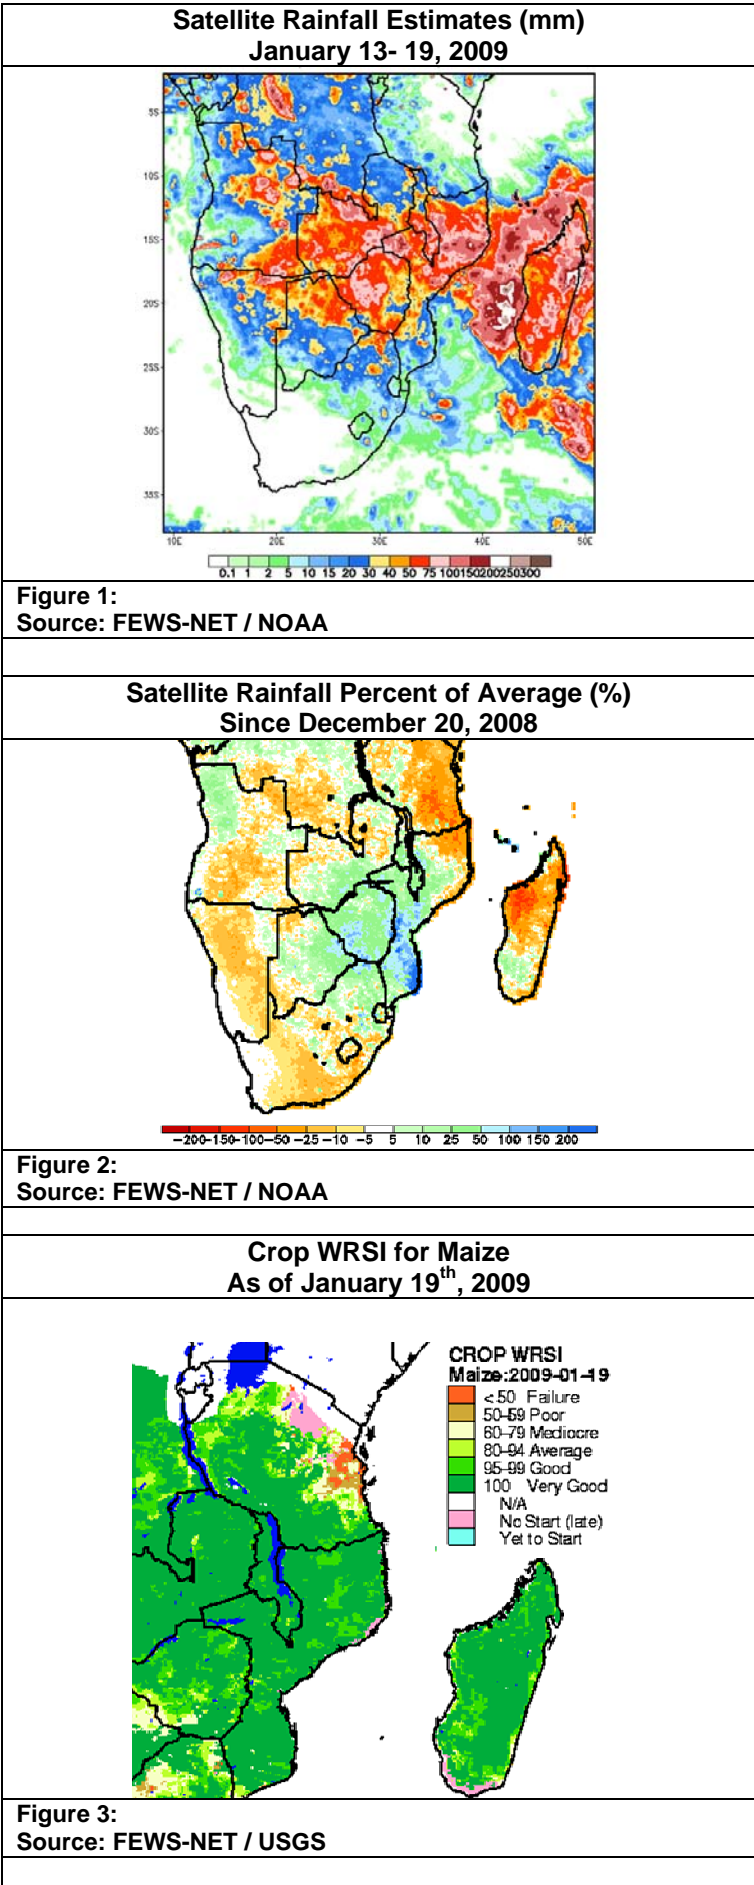 Satellite Rainfall Estimates (mm)
January 13- 19, 2009
5S
10S
15S
20S
25S
30S
35S
10E 20E 30E 40E 50E
0.1 1 2 5 10 15 20 30 40 50 75 100150200250300
Figure 1:
Source: FEWS-NET / NOAA
Satellite Rainfall Percent of Average (%)
Since December 20, 2008
-200-150-100-50 -25 -10 -5 5 10 25 50 100 150 200
Figure 2:
Source: FEWS-NET / NOAA
Crop WRSI for Maize
As of January 19th, 2009
CROP WRSI
Maize:2009-01-19
<50 Failure
50-59 Poor
60-79 Mediocre
80-94 Average
95-99 Good
100 Very Good
N/A
No Start (late)
Yet to Start
Figure 3:
Source: FEWS-NET / USGS